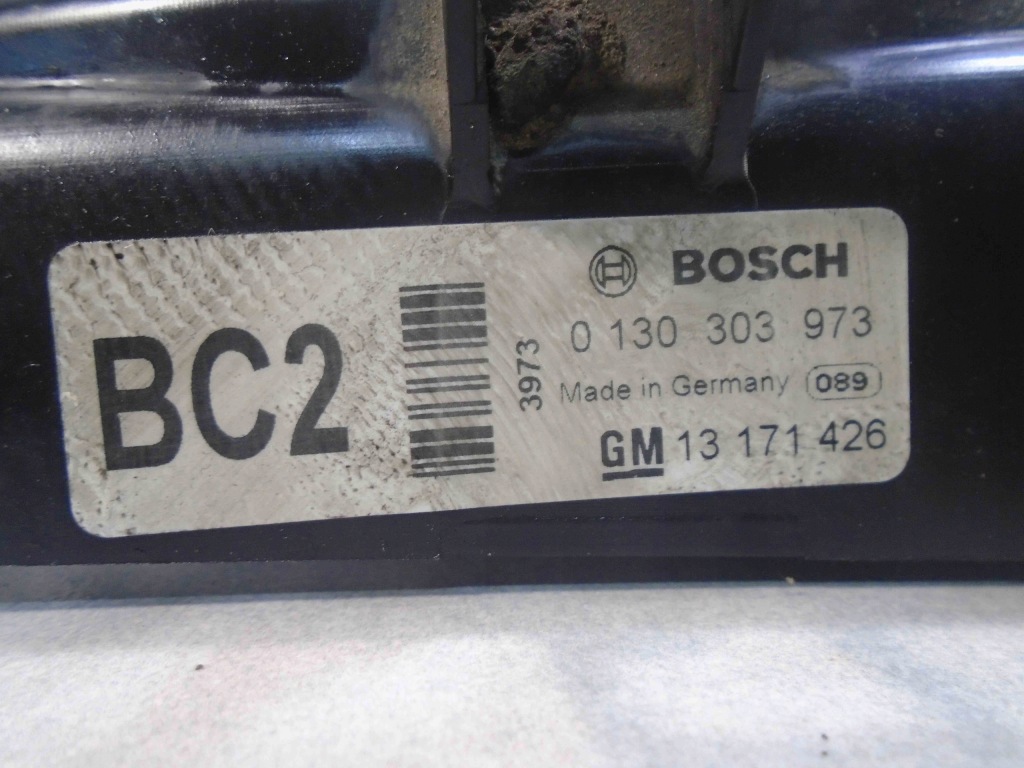 BC2
3973
BOSCH
0 130 303 973
Made in Germany 089
GM 13 171 426